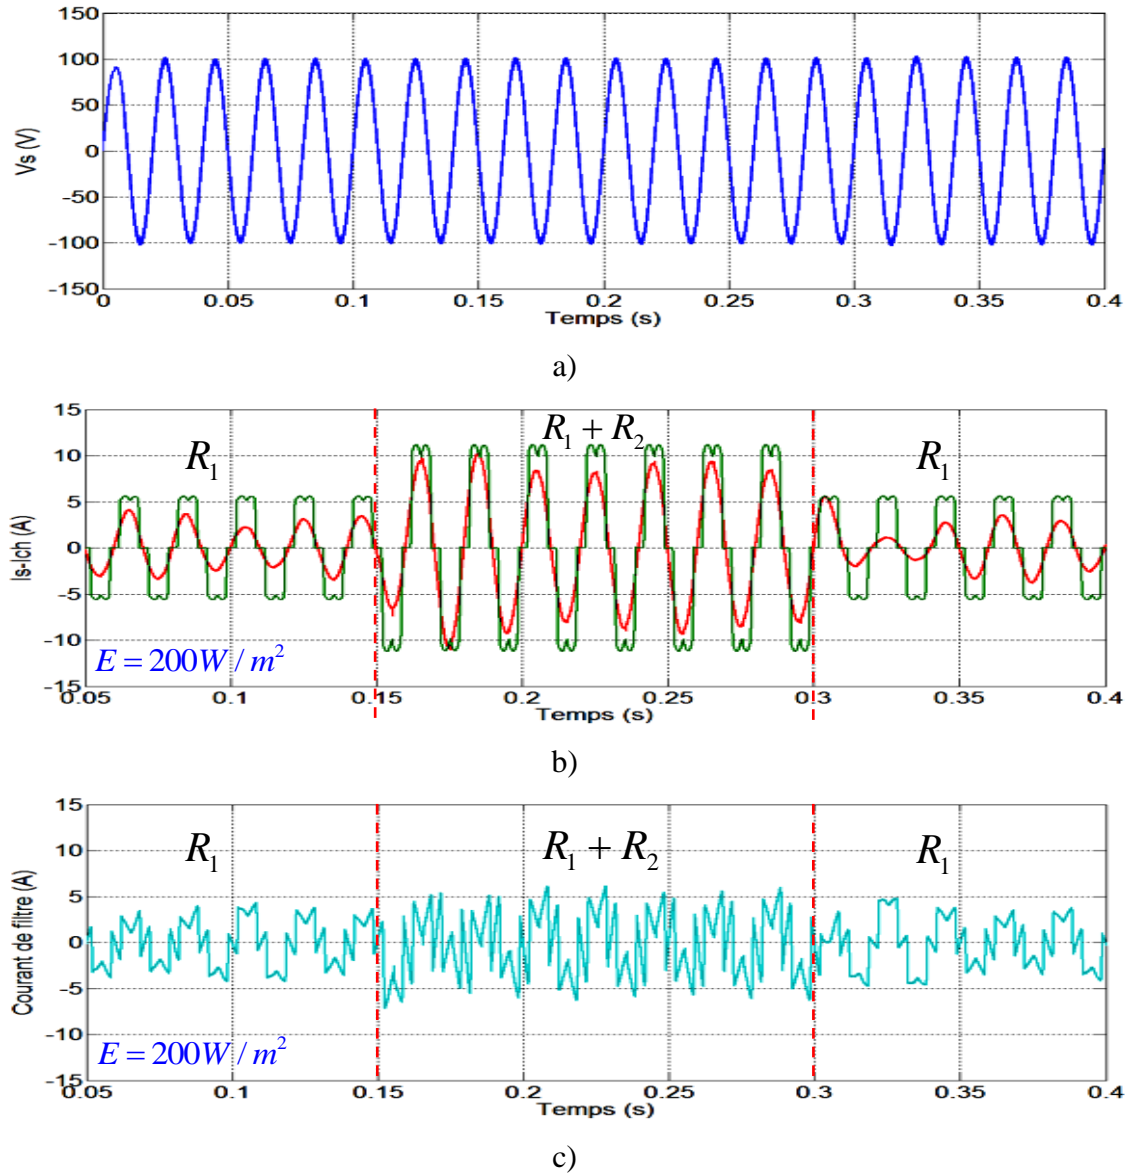 150
100
50
0
-50
-100
-150
Vs (V)
0 0.05 0.1 0.15 0.2 0.25 0.3 0.35 0.4
Temps (s)
a)
15
10
5
0
-5
-10
-15
Is-Ich (A)
R₁ R₁ + R₂ R₁
E = 200W / m²
0.05 0.1 0.15 0.2 0.25 0.3 0.35 0.4
Temps (s)
b)
15
10
5
0
-5
-10
-15
Courant de filtre (A)
R₁ R₁ + R₂ R₁
E = 200W / m²
0.05 0.1 0.15 0.2 0.25 0.3 0.35 0.4
Temps (s)
c)